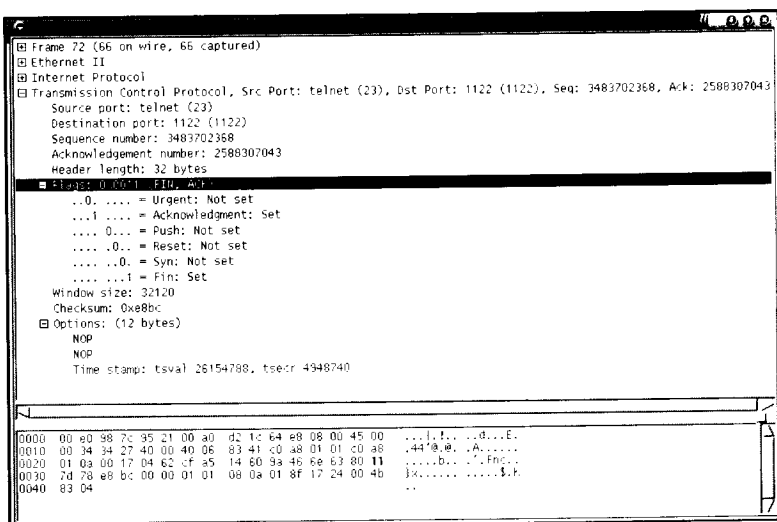 ⊞ Frame 72 (66 on wire, 66 captured)
⊞ Ethernet II
⊞ Internet Protocol
⊟ Transmission Control Protocol, Src Port: telnet (23), Dst Port: 1122 (1122), Seq: 3483702368, Ack: 2588307043
Source port: telnet (23)
Destination port: 1122 (1122)
Sequence number: 3483702368
Acknowledgement number: 2588307043
Header length: 32 bytes
⊟ Flags: 0x0011 (FIN, ACK)
..0. .... = Urgent: Not set
...1 .... = Acknowledgment: Set
.... 0... = Push: Not set
.... .0.. = Reset: Not set
.... ..0. = Syn: Not set
.... ...1 = Fin: Set
Window size: 32120
Checksum: 0xe8bc
⊟ Options: (12 bytes)
NOP
NOP
Time stamp: tsval 26154788, tsecr 4948740
0000 00 e0 98 7c 95 21 00 a0 d2 1c 64 e8 08 00 45 00 ...|.!.. ..d...E.
0010 00 34 34 27 40 00 40 06 83 41 c0 a8 01 01 c0 a8 .44'@.@. .A......
0020 01 0a 00 17 04 62 cf a5 14 60 9a 46 6e 63 80 11 .....b.. .`.Fnc..
0030 7d 78 e8 bc 00 00 01 01 08 0a 01 8f 17 24 00 4b }x...... .....$.K
0040 83 04 ..